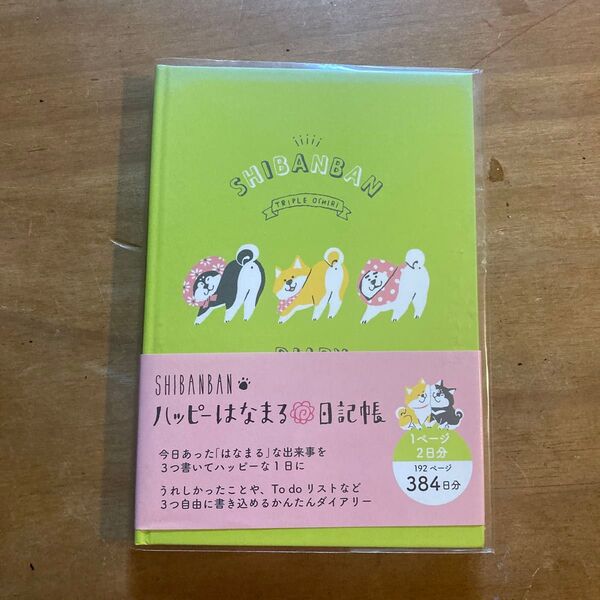 SHIBANBAN
TRIPLE OSHIRI
DIARY
SHIBANBAN
ハッピーはなまる日記帳
今日あった「はなまる」な出来事を
3つ書いてハッピーな1日に
うれしかったことや、To do リストなど
3つ自由に書き込めるかんたんダイアリー
1ページ
2日分
192ページ
384日分